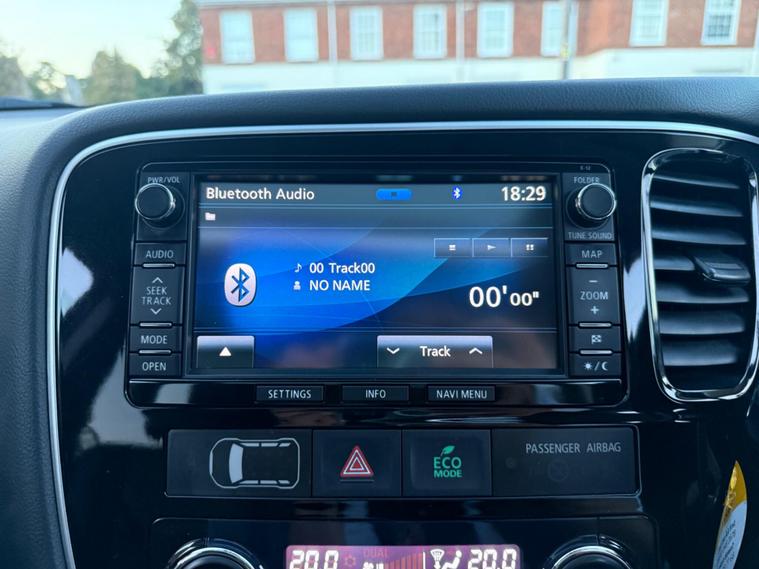 PWR/VOL
Bluetooth Audio
18:29
FOLDER
TUNE SOUND
AUDIO
MAP
SEEK
TRACK
00 Track00
NO NAME
00'00"
ZOOM
MODE
OPEN
Track
SETTINGS
INFO
NAVI MENU
ECO
MODE
PASSENGER AIRBAG
20.0
DUAL
20.0